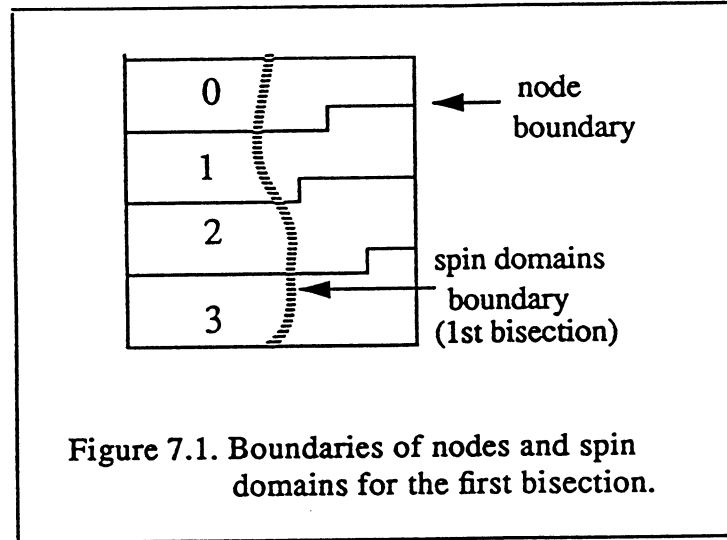 0
node
boundary
1
2
spin domains
boundary
(1st bisection)
3
Figure 7.1. Boundaries of nodes and spin
domains for the first bisection.